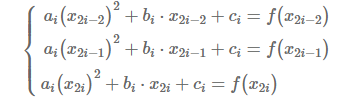 a_i(x_{2i-2})^2 + b_i · x_{2i-2} + c_i = f(x_{2i-2})
a_i(x_{2i-1})^2 + b_i · x_{2i-1} + c_i = f(x_{2i-1})
a_i(x_{2i})^2 + b_i · x_{2i} + c_i = f(x_{2i})